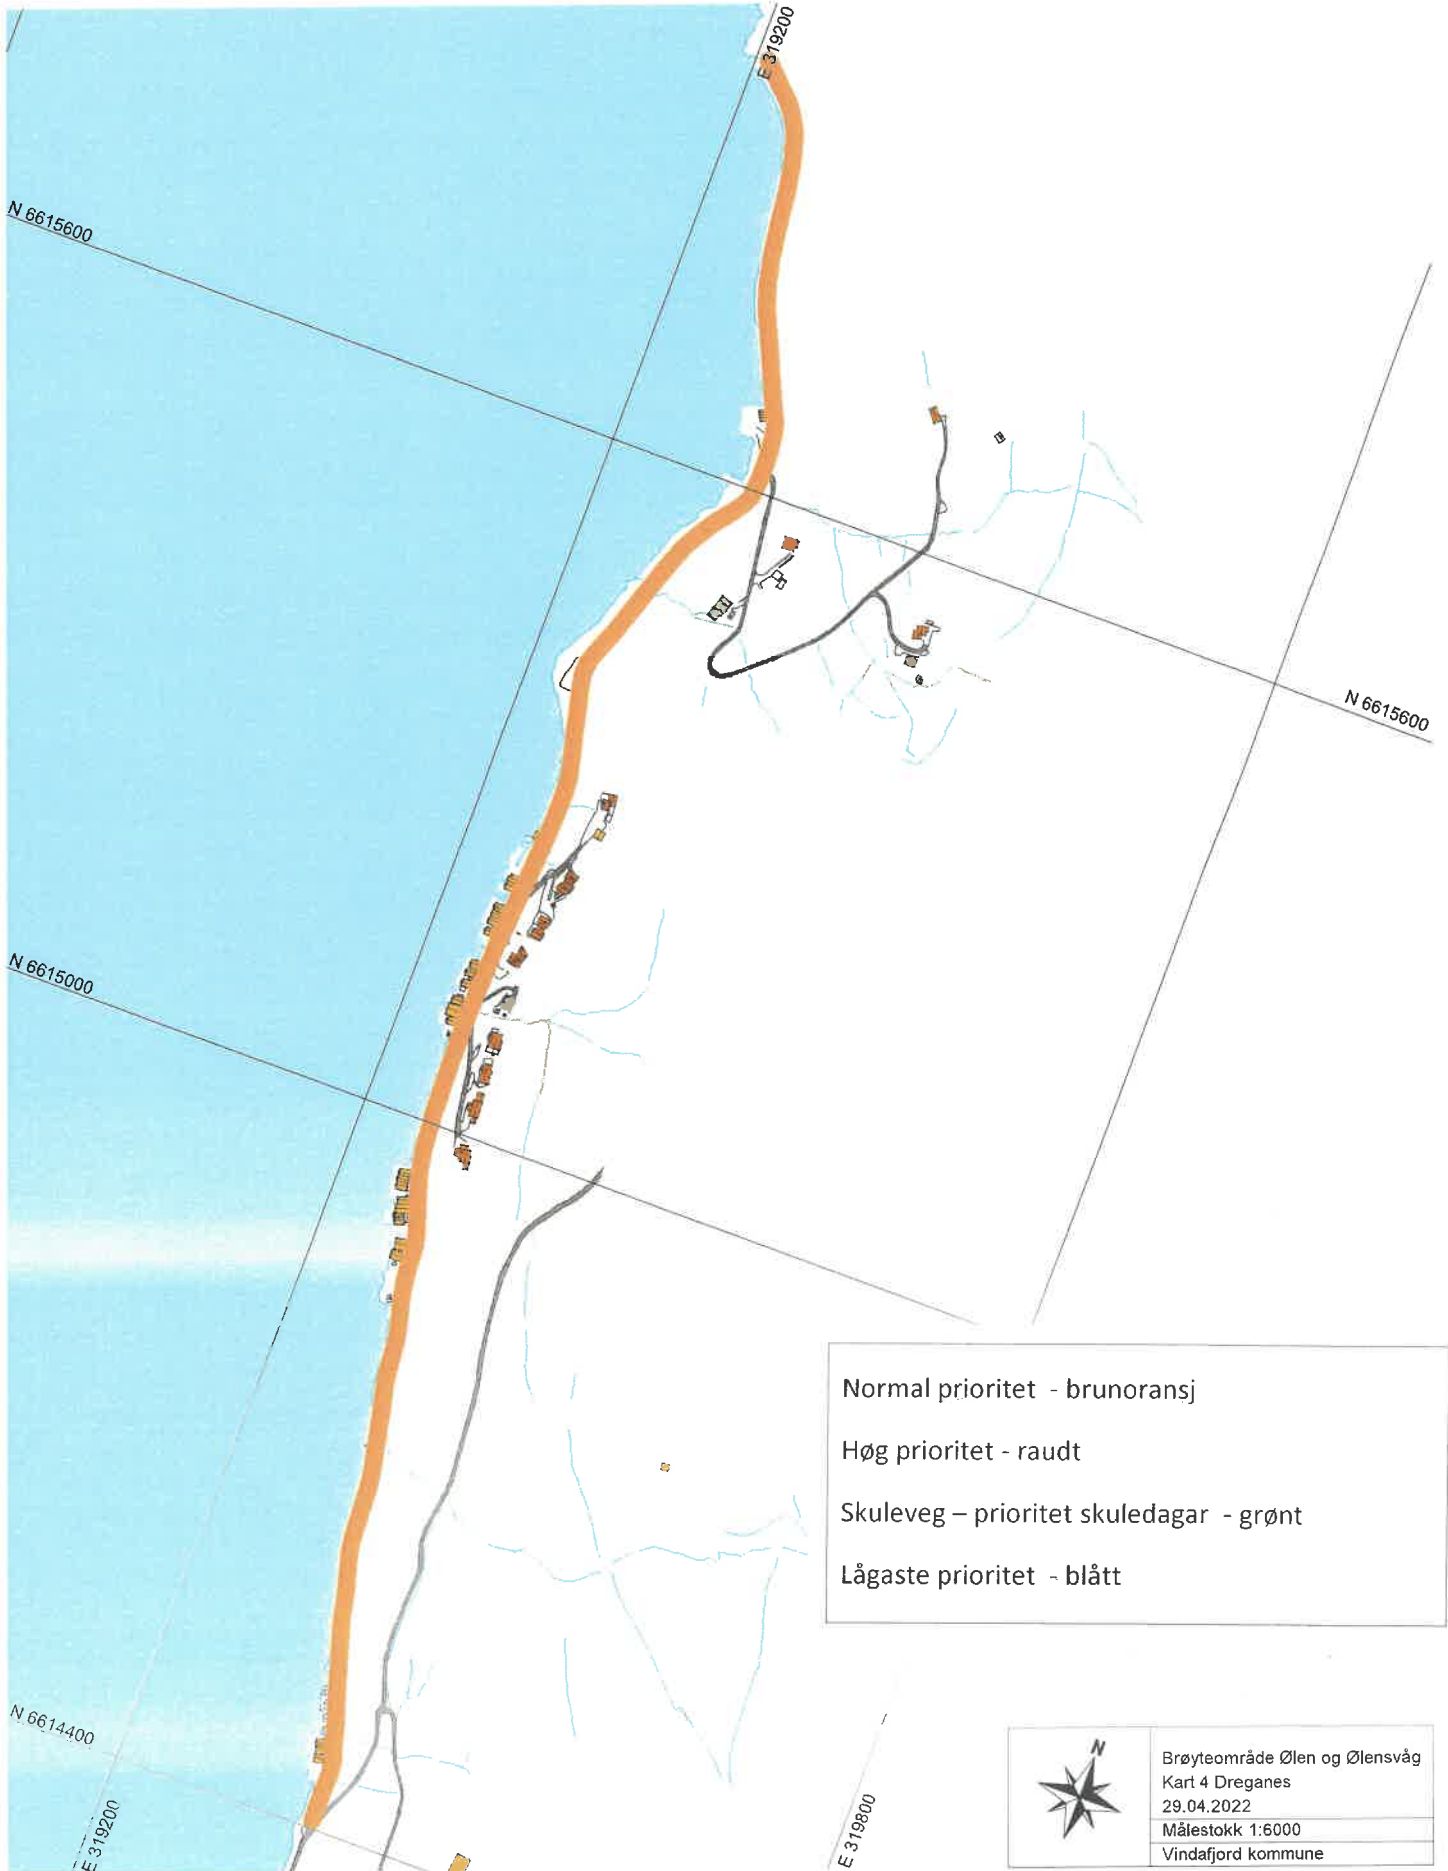 E 319200
N 6615600
N 6615600
N 6615000
Normal prioritet - brunoransj
Høg prioritet - raudt
Skuleveg – prioritet skuledagar - grønt
Lågaste prioritet - blått
N 6614400
E 319200
E 319800
N
Brøyteområde Ølen og Ølensvåg
Kart 4 Dreganes
29.04.2022
Målestokk 1:6000
Vindafjord kommune